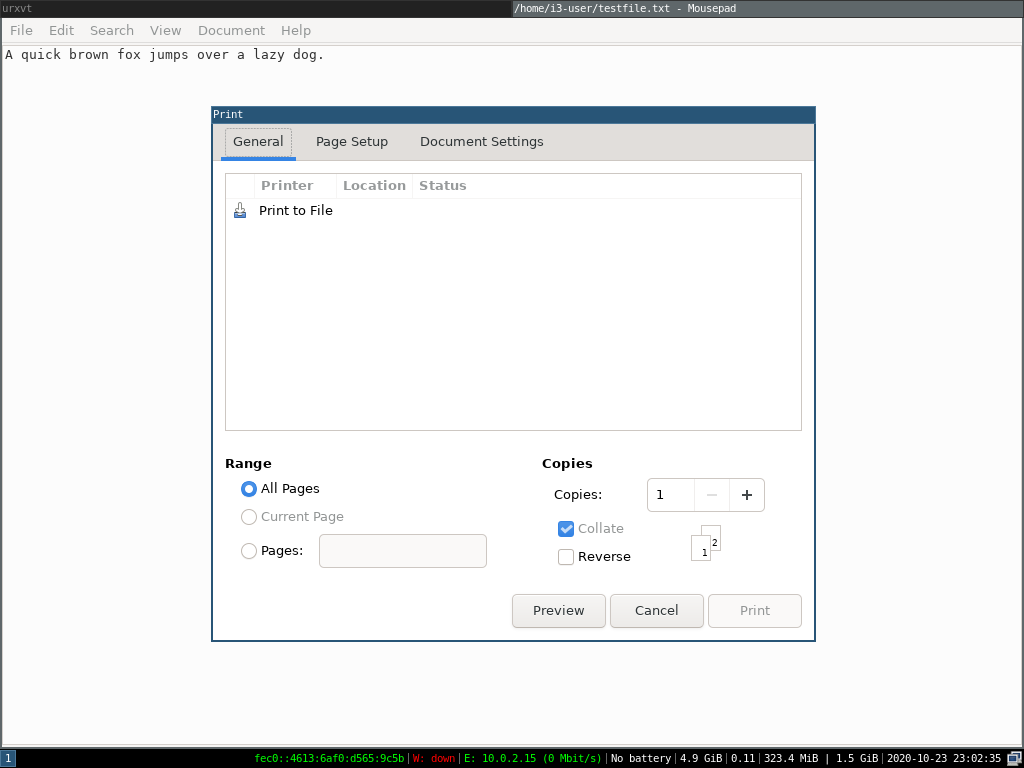 urxvt /home/i3-user/testfile.txt - Mousepad
File Edit Search View Document Help
A quick brown fox jumps over a lazy dog.
Print
General Page Setup Document Settings
Printer Location Status
Print to File
Range
All Pages
Current Page
Pages:
Copies
Copies: 1
Collate
Reverse
1 2
Preview Cancel Print
1 fec0::4613:6af0:d565:9c5b|W: down|E: 10.0.2.15 (0 Mbit/s)|No battery|4.9 GiB|0.11|323.4 MiB | 1.5 GiB|2020-10-23 23:02:35